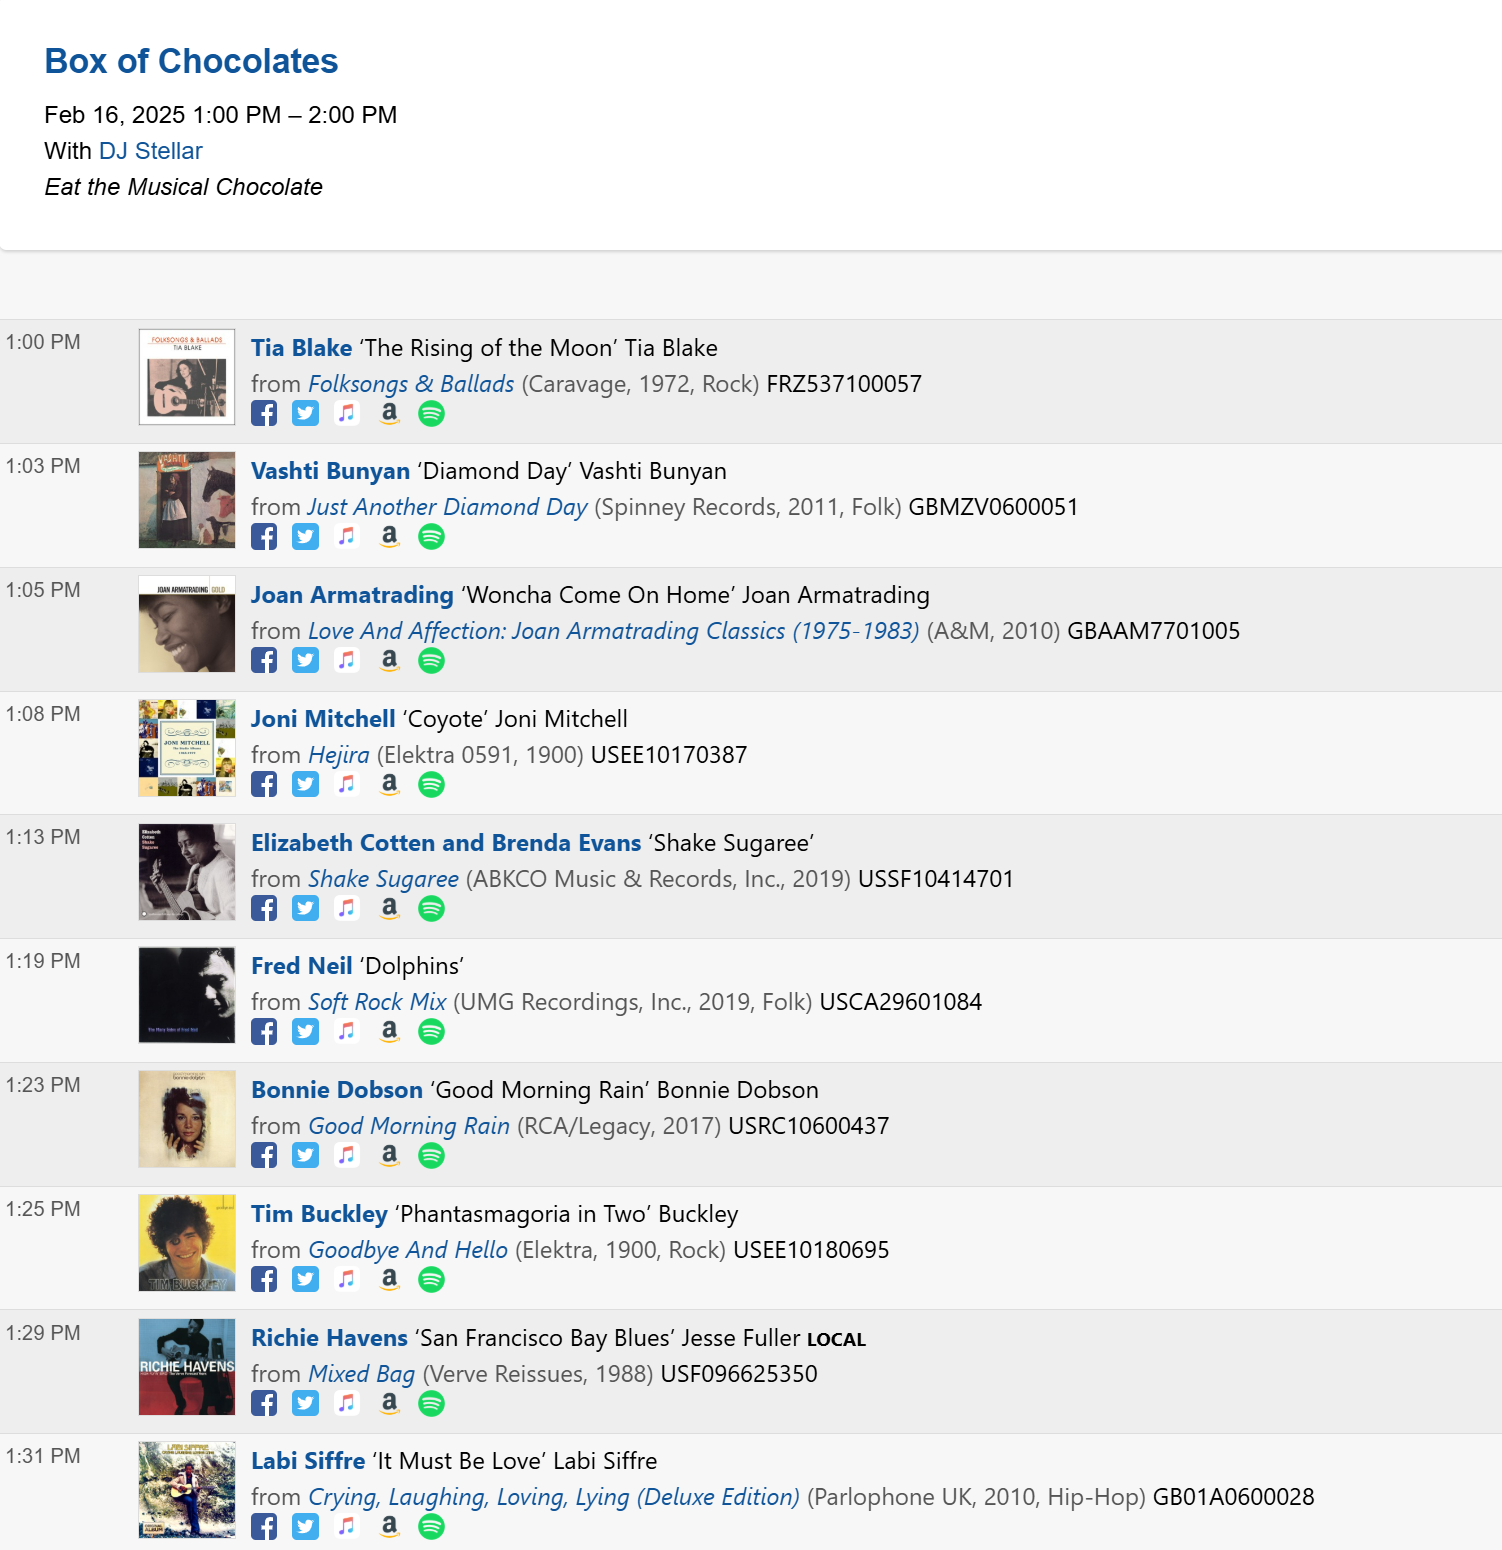 Box of Chocolates
Feb 16, 2025 1:00 PM – 2:00 PM
With DJ Stellar
Eat the Musical Chocolate
1:00 PM
FOLKSONGS & BALLADS
TIA BLAKE
Tia Blake ‘The Rising of the Moon’ Tia Blake
from Folksongs & Ballads (Caravage, 1972, Rock) FRZ537100057
1:03 PM
VASHTI
Vashti Bunyan ‘Diamond Day’ Vashti Bunyan
from Just Another Diamond Day (Spinney Records, 2011, Folk) GBMZV0600051
1:05 PM
JOAN ARMATRADING GOLD
Joan Armatrading ‘Woncha Come On Home’ Joan Armatrading
from Love And Affection: Joan Armatrading Classics (1975-1983) (A&M, 2010) GBAAM7701005
1:08 PM
JONI MITCHELL
Joni Mitchell ‘Coyote’ Joni Mitchell
from Hejira (Elektra 0591, 1900) USEE10170387
1:13 PM
Elizabeth
Cotten
Shake
Sugaree
Elizabeth Cotten and Brenda Evans ‘Shake Sugaree’
from Shake Sugaree (ABKCO Music & Records, Inc., 2019) USSF10414701
1:19 PM
The Many Sides of Fred Neil
Fred Neil ‘Dolphins’
from Soft Rock Mix (UMG Recordings, Inc., 2019, Folk) USCA29601084
1:23 PM
bonnie dobson
Bonnie Dobson ‘Good Morning Rain’ Bonnie Dobson
from Good Morning Rain (RCA/Legacy, 2017) USRC10600437
1:25 PM
TIM BUCKLEY
Tim Buckley ‘Phantasmagoria in Two’ Buckley
from Goodbye And Hello (Elektra, 1900, Rock) USEE10180695
1:29 PM
RICHIE HAVENS
Richie Havens ‘San Francisco Bay Blues’ Jesse Fuller LOCAL
from Mixed Bag (Verve Reissues, 1988) USF096625350
1:31 PM
LABI SIFFRE
Labi Siffre ‘It Must Be Love’ Labi Siffre
from Crying, Laughing, Loving, Lying (Deluxe Edition) (Parlophone UK, 2010, Hip-Hop) GB01A0600028